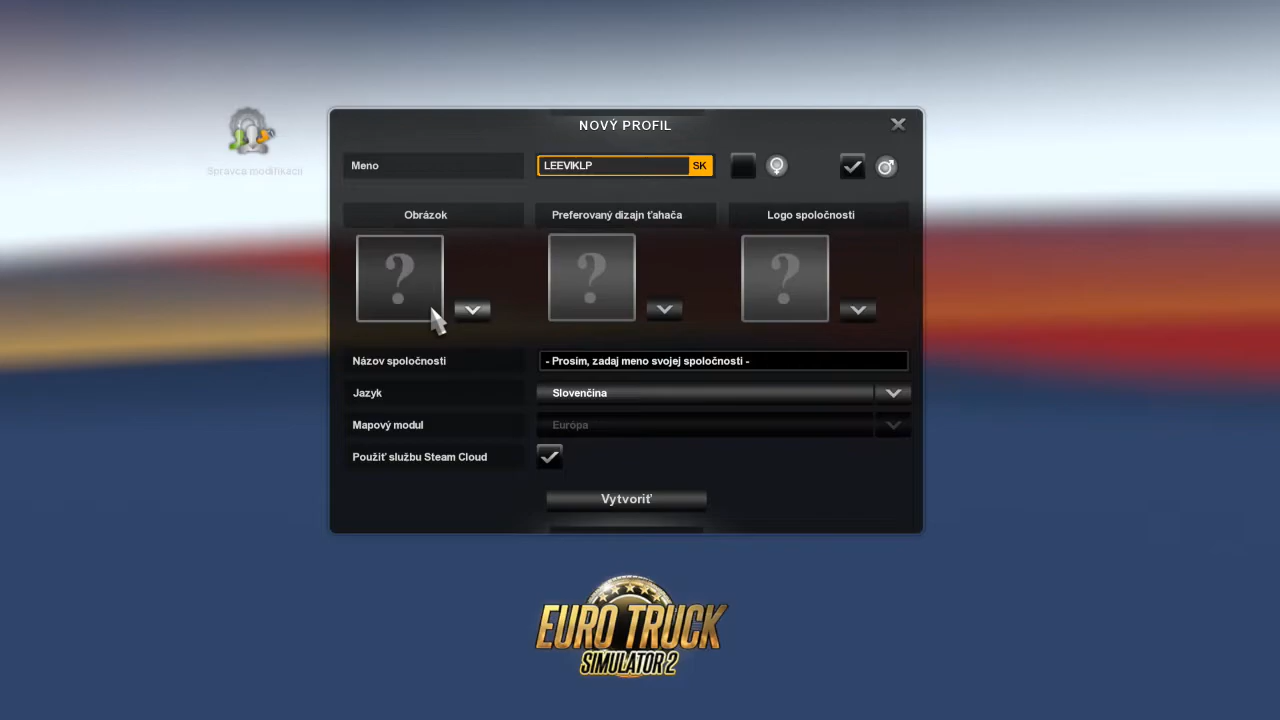 NOVÝ PROFIL
Správca modifikácií
Meno
LEEVIKLP SK
Obrázok
Preferovaný dizajn ťahača
Logo spoločnosti
? ? ?
Názov spoločnosti
- Prosím, zadaj meno svojej spoločnosti -
Jazyk
Slovenčina
Mapový modul
Európa
Použiť službu Steam Cloud
Vytvoriť
EURO TRUCK
SIMULATOR 2